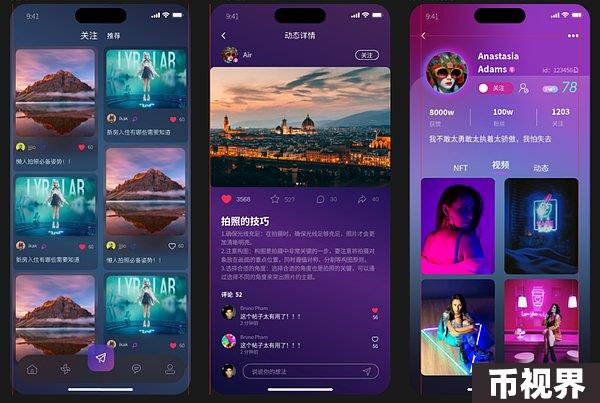 9:41
关注 推荐
LYR LAB
ikak
60
新房入住有哪些需要知道
jjjo
60
懒人拍照必备姿势！！
LYR LAB
ikak
60
新房入住有哪些需要知道
jjjo
60
懒人拍照必备姿势！！
LYR LAB
9:41
动态详情
Air
关注
3568
527
30
40
拍照的技巧
1.确保光线充足：在拍照时，确保光线足够充足，照片才会更加清晰明亮。
2.注意构图：构图是拍摄中非常关键的一步，要注意将拍摄对象放在画面的重点位置，同时遵循对称、分割等构图原则。
3.选择合适的角度：选择合适的角度也是拍照的关键，可以通过选择不同的角度来突出照片的主题。
评论 52
Bruno Pham
这个帖子太有用了！！！
2 分钟前
56
Bruno Pham
这个帖子太有用了！！！
2 分钟前
56
说说你的想法
9:41
Anastasia
Adams
id: 123456
关注
78
8000w
获赞
100w
粉丝
1203
关注
我不敢太勇敢太执着太骄傲，我怕失去
NFT
视频
动态
币视界